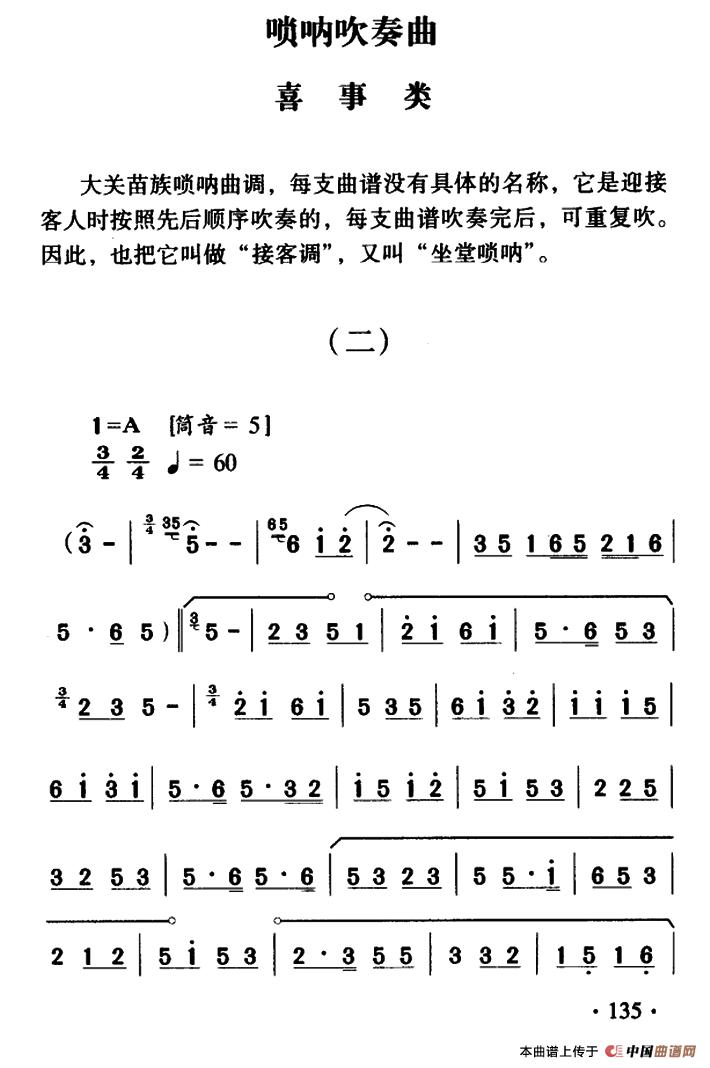 唢呐吹奏曲
喜 事 类
大关苗族唢呐曲调，每支曲谱没有具体的名称，它是迎接
客人时按照先后顺序吹奏的，每支曲谱吹奏完后，可重复吹。
因此，也把它叫做“接客调”，又叫“坐堂唢呐”。
（二）
1=A [筒音= 5]
3/4 2/4 ♩= 60
(3 - | 3/4 35 5 - - | 65 6 i 2 | 2 - - | 3 5 1 6 5 2 1 6 |
5 · 6 5 ) ‖ 3 5 - | 2 3 5 1 | 2 i 6 i | 5 · 6 5 3 |
3/4 2 3 5 - | 3/4 2 i 6 i | 5 3 5 | 6 i 3 2 | i i i 5 |
6 i 3 i | 5 · 6 5 · 3 2 | i 5 i 2 | 5 i 5 3 | 2 2 5 |
3 2 5 3 | 5 · 6 5 · 6 | 5 3 2 3 | 5 5 · i | 6 5 3 |
2 1 2 | 5 i 5 3 | 2 · 3 5 5 | 3 3 2 | 1 5 1 6 |
· 135 ·
本曲谱上传于 中国曲谱网